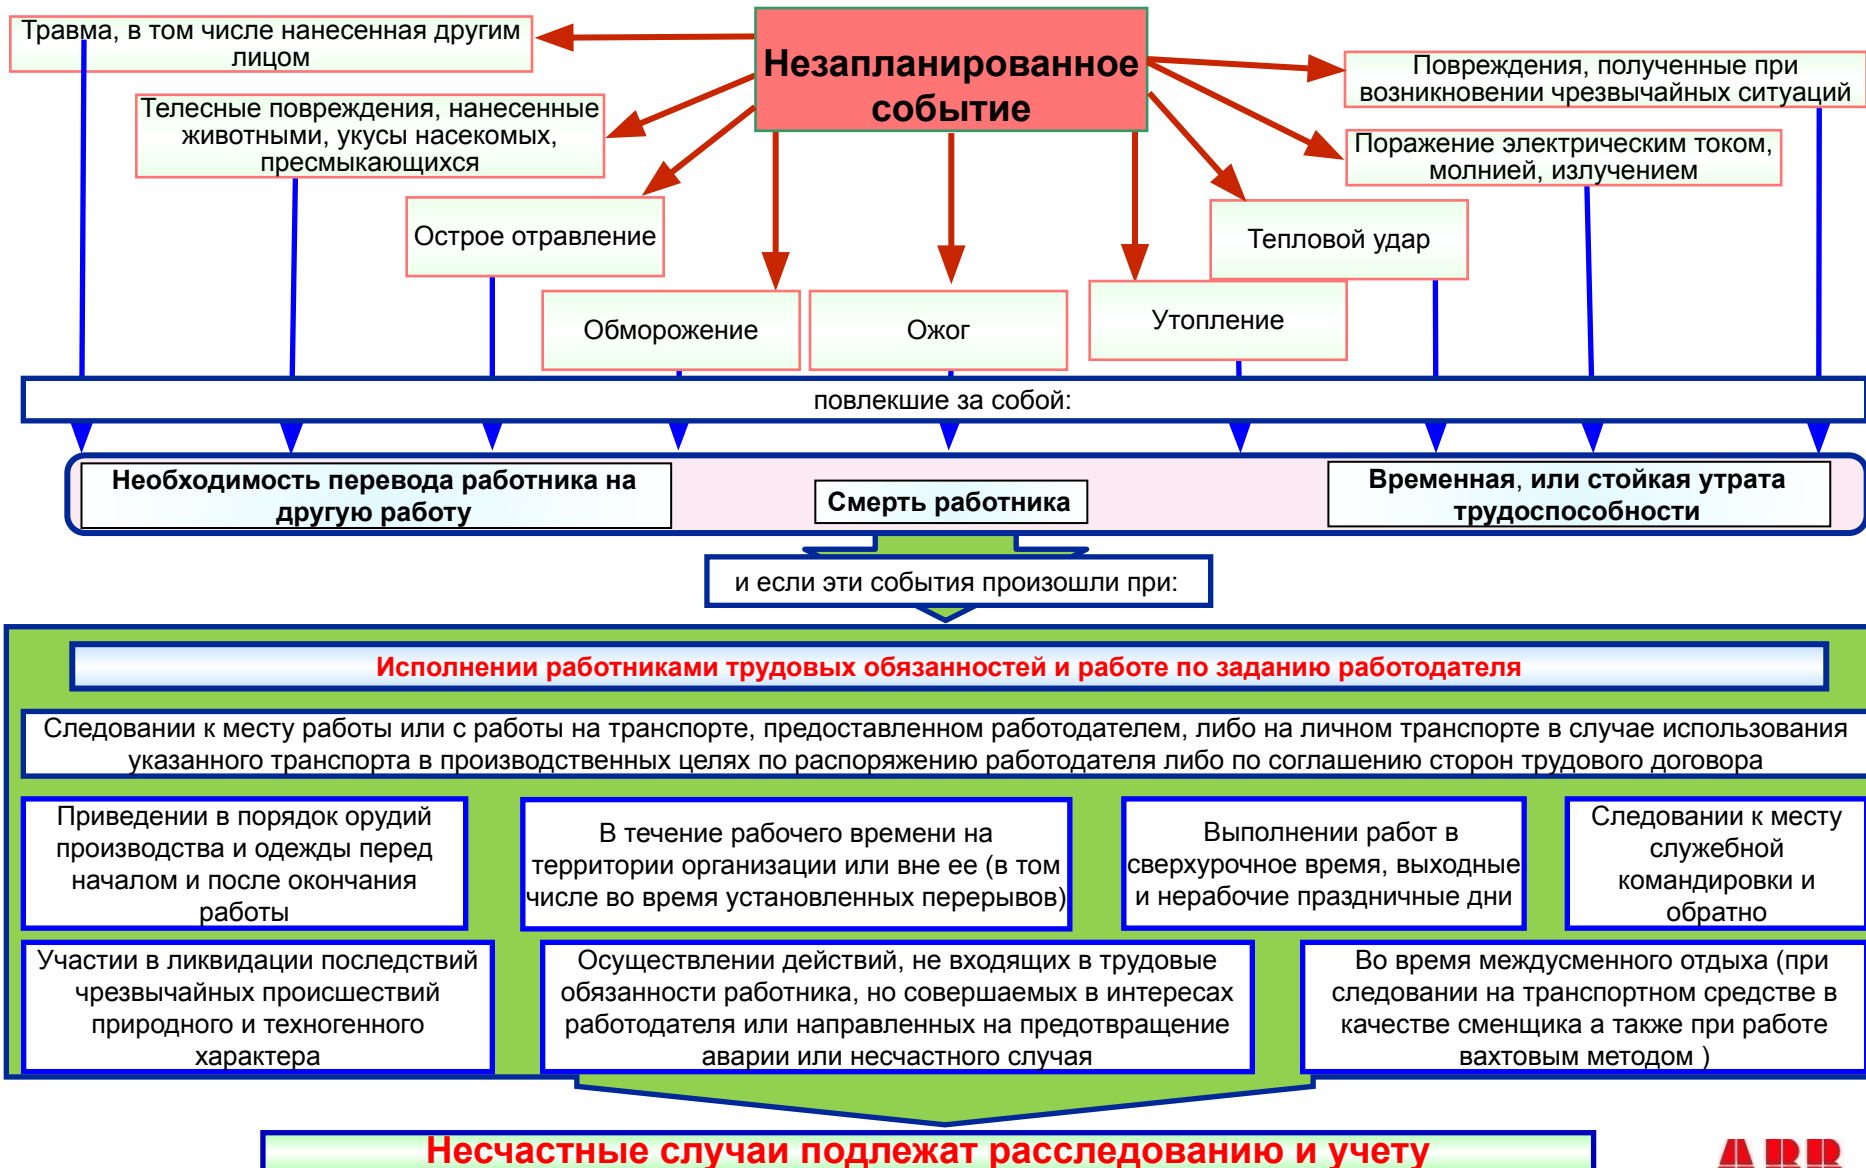 Незапланированное
событие
Травма, в том числе нанесенная другим
лицом
Повреждения, полученные при
возникновении чрезвычайных ситуаций
Телесные повреждения, нанесенные
животными, укусы насекомых,
пресмыкающихся
Поражение электрическим током,
молнией, излучением
Острое отравление
Тепловой удар
Обморожение
Ожог
Утопление
повлекшие за собой:
Необходимость перевода работника на
другую работу
Смерть работника
Временная, или стойкая утрата
трудоспособности
и если эти события произошли при:
Исполнении работниками трудовых обязанностей и работе по заданию работодателя
Следовании к месту работы или с работы на транспорте, предоставленном работодателем, либо на личном транспорте в случае использования
указанного транспорта в производственных целях по распоряжению работодателя либо по соглашению сторон трудового договора
Приведении в порядок орудий
производства и одежды перед
началом и после окончания
работы
В течение рабочего времени на
территории организации или вне ее (в том
числе во время установленных перерывов)
Выполнении работ в
сверхурочное время, выходные
и нерабочие праздничные дни
Следовании к месту
служебной
командировки и
обратно
Участии в ликвидации последствий
чрезвычайных происшествий
природного и техногенного
характера
Осуществлении действий, не входящих в трудовые
обязанности работника, но совершаемых в интересах
работодателя или направленных на предотвращение
аварии или несчастного случая
Во время междусменного отдыха (при
следовании на транспортном средстве в
качестве сменщика а также при работе
вахтовым методом )
Несчастные случаи подлежат расследованию и учету
ABB